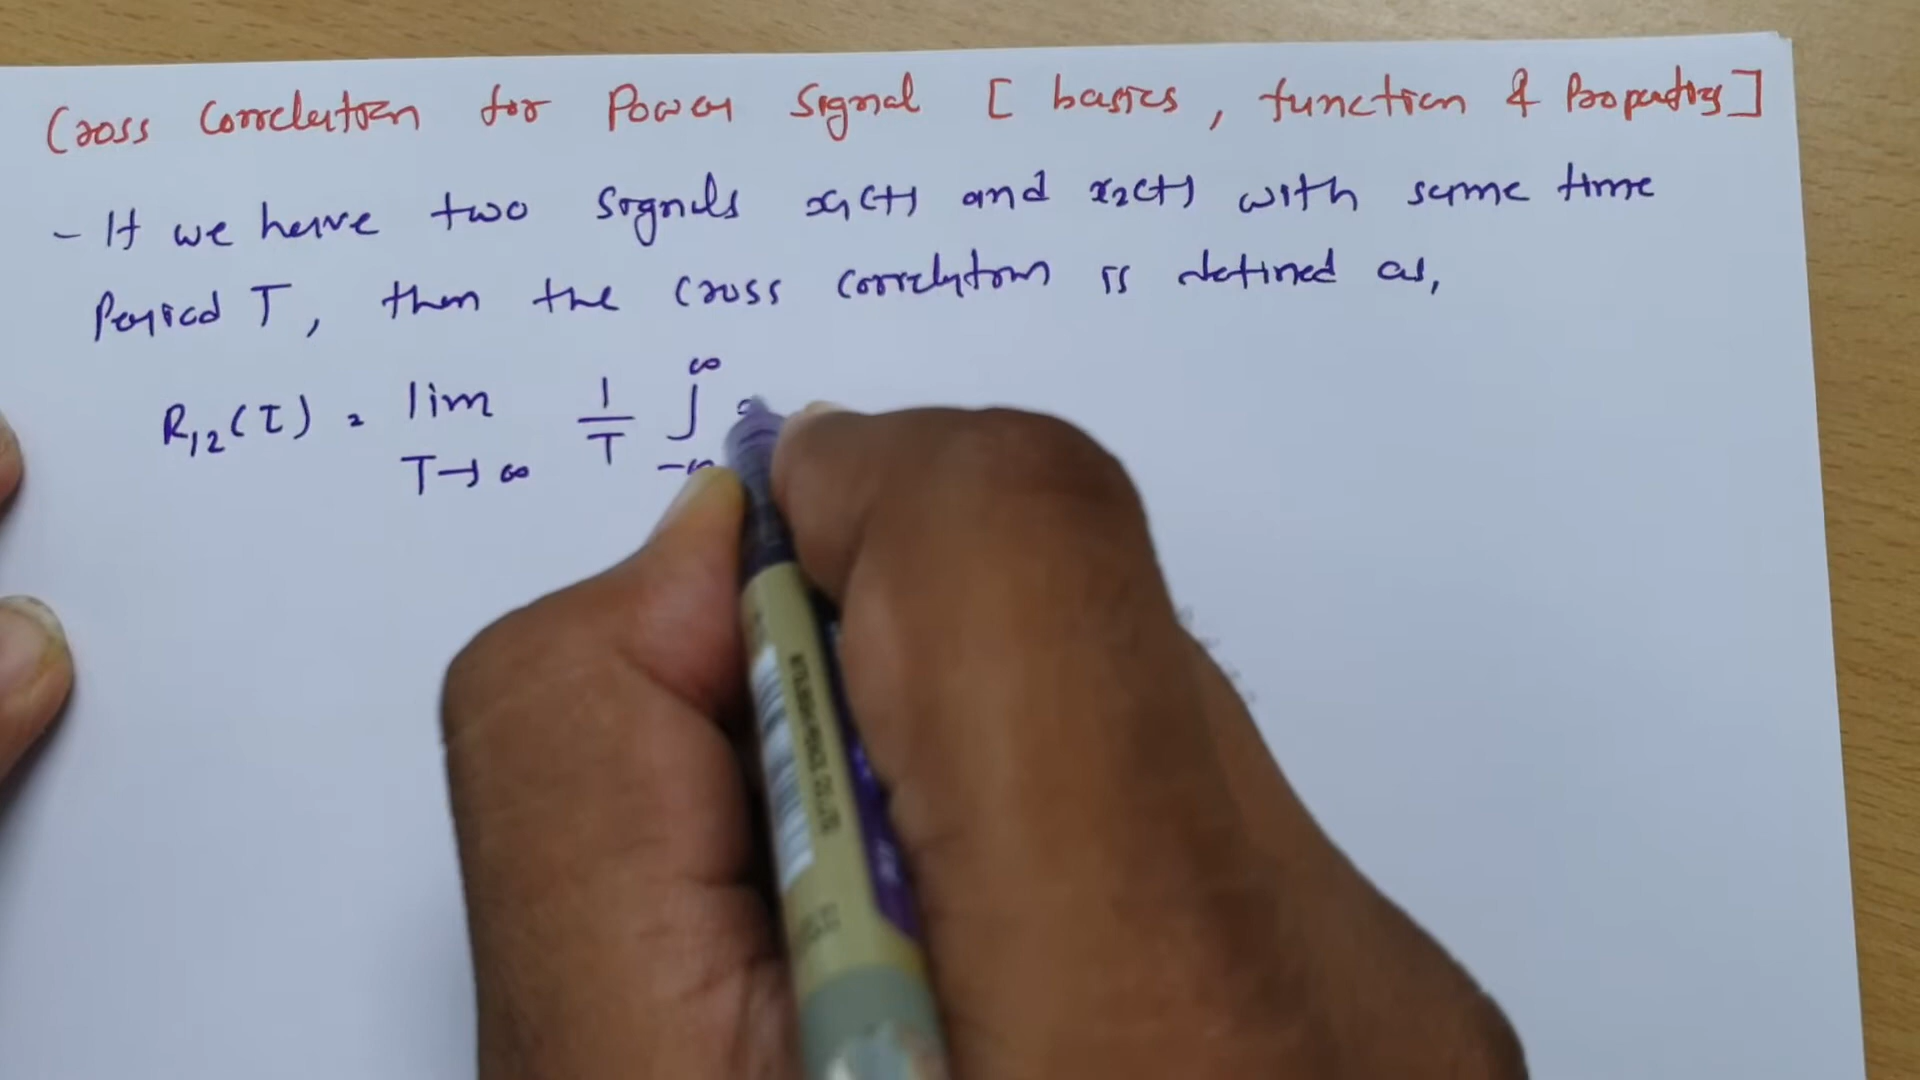 Cross Correlation for Power Signal [ basics , function & Properties ]
- If we have two signals x1(t) and x2(t) with same time
Period T, then the cross correlation is defined as,
R12(τ) = lim T→∞ 1/T ∫ ∞ -∞